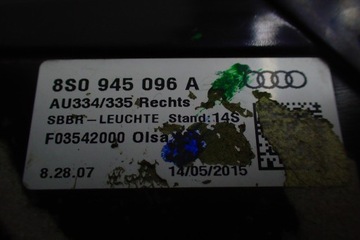 8S0 945 096 A
AU334/335 Rechts
SBBR-LEUCHTE Stand: 14S
F03542000 Olsa
8.28.07 14/05/2015